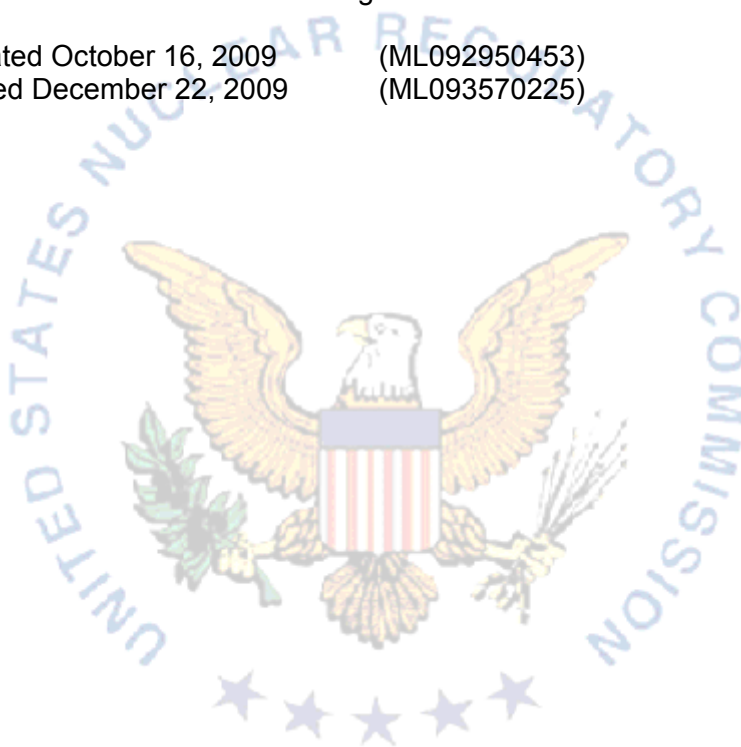 ated October 16, 2009 (ML092950453)
ed December 22, 2009 (ML093570225)
UNITED STATES NUCLEAR REGULATORY COMMISSION